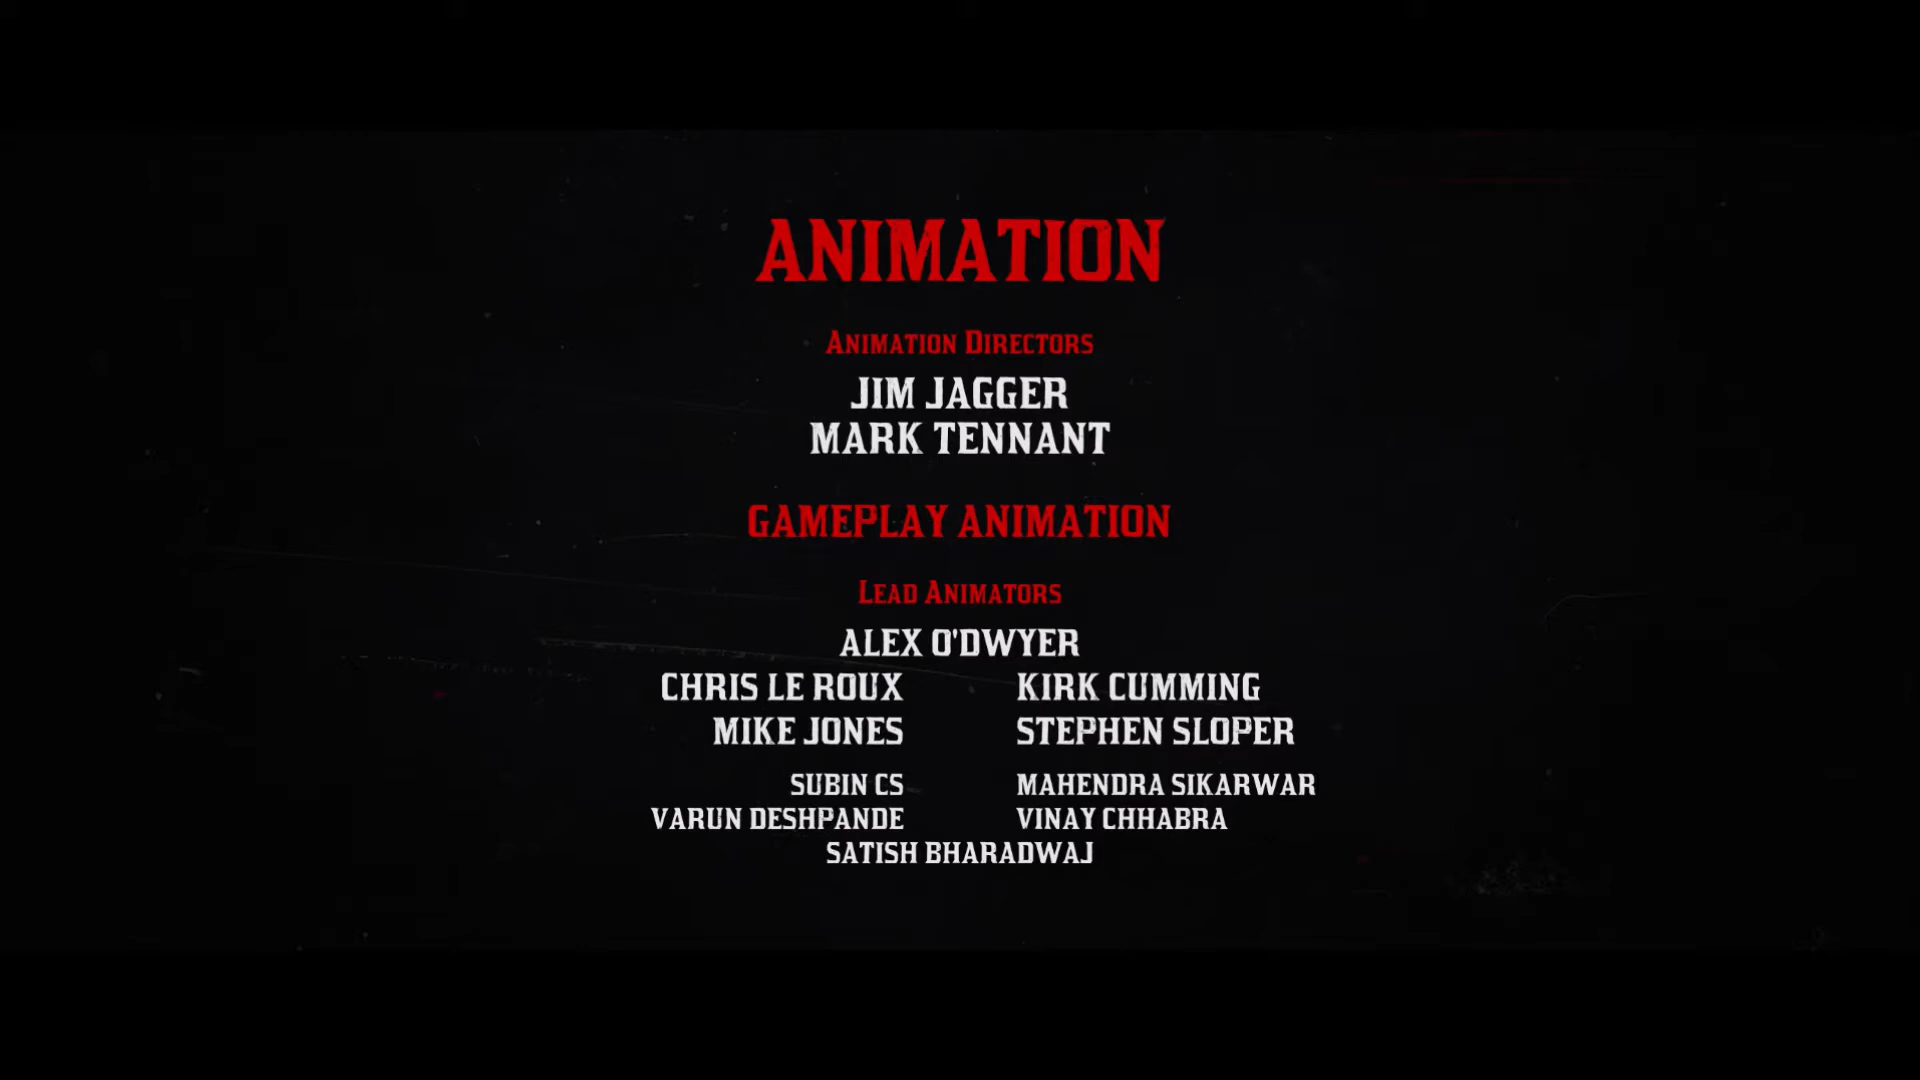 ANIMATION
ANIMATION DIRECTORS
JIM JAGGER
MARK TENNANT
GAMEPLAY ANIMATION
LEAD ANIMATORS
ALEX O'DWYER
CHRIS LE ROUX KIRK CUMMING
MIKE JONES STEPHEN SLOPER
SUBIN CS MAHENDRA SIKARWAR
VARUN DESHPANDE VINAY CHHABRA
SATISH BHARADWAJ